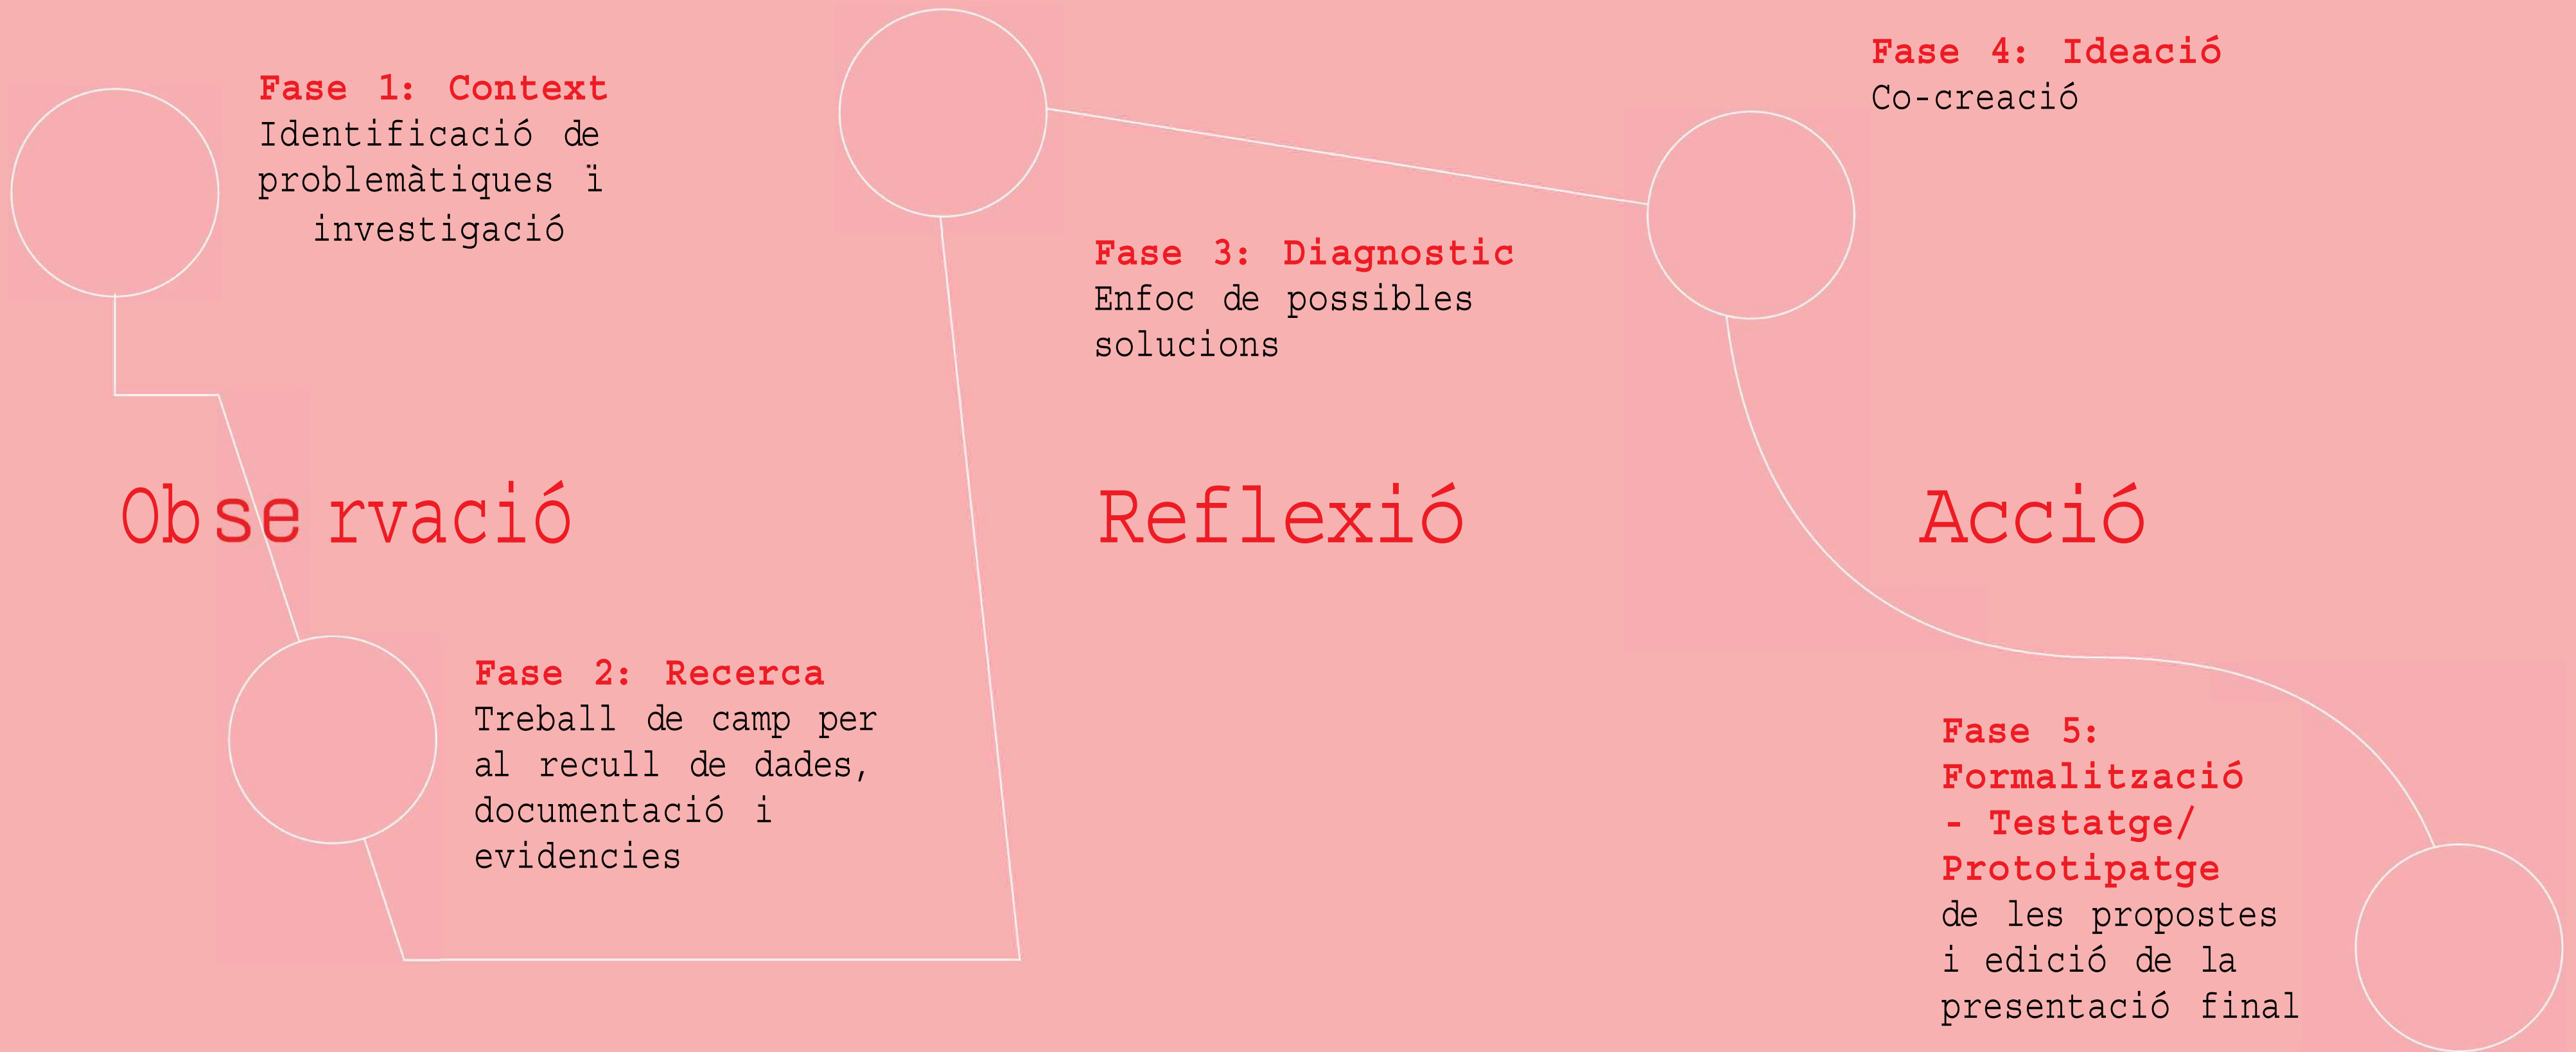 Fase 1: Context
Identificació de
problemàtiques ï
investigació
Observació
Fase 2: Recerca
Treball de camp per
al recull de dades,
documentació i
evidencies
Fase 3: Diagnostic
Enfoc de possibles
solucions
Reflexió
Fase 4: Ideació
Co-creació
Acció
Fase 5:
Formalització
- Testatge/
Prototipatge
de les propostes
i edició de la
presentació final